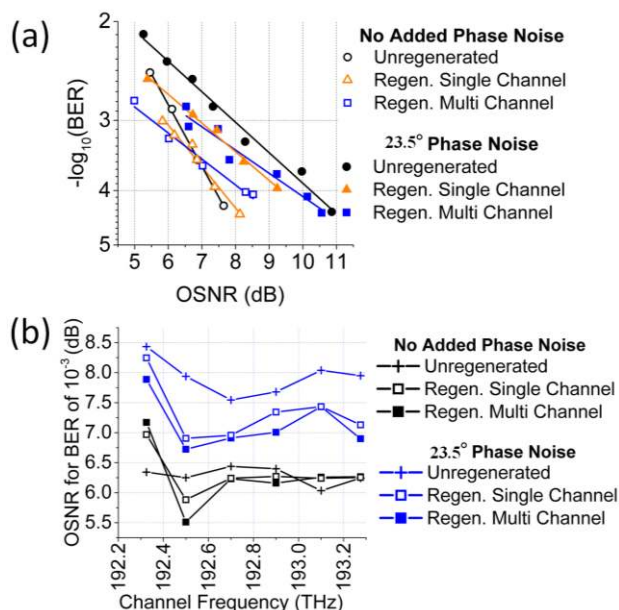 (a)
2
3
4
5
-log10(BER)
5 6 7 8 9 10 11
OSNR (dB)
No Added Phase Noise
Unregenerated
Regen. Single Channel
Regen. Multi Channel
23.5° Phase Noise
Unregenerated
Regen. Single Channel
Regen. Multi Channel
(b)
8.5
8.0
7.5
7.0
6.5
6.0
5.5
OSNR for BER of 10⁻³ (dB)
192.2 192.4 192.6 192.8 193.0 193.2
Channel Frequency (THz)
No Added Phase Noise
Unregenerated
Regen. Single Channel
Regen. Multi Channel
23.5° Phase Noise
Unregenerated
Regen. Single Channel
Regen. Multi Channel